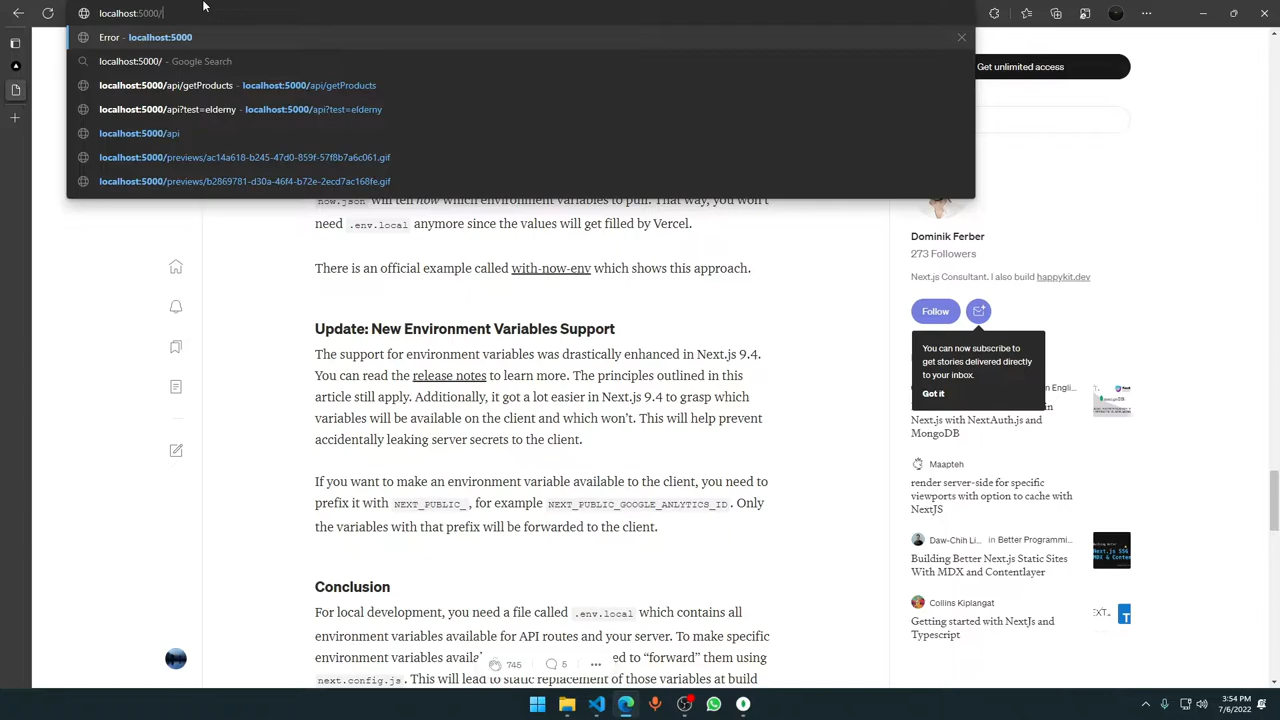 localhost:5000/
Error - localhost:5000
localhost:5000/ - Google Search
localhost:5000/api/getProducts - localhost:5000/api/getProducts
localhost:5000/api?test=elderny - localhost:5000/api?test=elderny
localhost:5000/api
localhost:5000/previews/ac14a618-b245-47d0-859f-57f8b7a6c061.gif
localhost:5000/previews/b2869781-d30a-46f4-b72e-2ecd7ac168fe.gif
Get unlimited access
now.json will tell now which environment variables to pull. That way, you won't
need .env.local anymore since the values will get filled by Vercel.
There is an official example called with-now-env which shows this approach.
Update: New Environment Variables Support
The support for environment variables was drastically enhanced in Next.js 9.4.
You can read the release notes to learn more. The principles outlined in this
article still apply. Additionally, it got a lot easier in Next.js 9.4 to grasp which
variables will be available on the client and which won't. This will help prevent
accidentally leaking server secrets to the client.
If you want to make an environment variable available to the client, you need to
prefix it with NEXT_PUBLIC_, for example NEXT_PUBLIC_GOOGLE_ANLYTICS_ID. Only
the variables with that prefix will be forwarded to the client.
Conclusion
For local development, you need a file called .env.local which contains all
environment variables available for API routes and your server. To make specific
environment variables availa
ed to “forward” them using
next.config.js. This will lead to static replacement of those variables at build
745
5
Dominik Ferber
273 Followers
Next.js Consultant. I also build happykit.dev
Follow
You can now subscribe to
get stories delivered directly
to your inbox.
Got it
n Engli...
in
Next.js with NextAuth.js and
MongoDB
Maapteh
render server-side for specific
viewports with option to cache with
NextJS
Daw-Chih Li... in Better Programmi...
Building Better Next.js Static Sites
With MDX and Contentlayer
Collins Kiplangat
Getting started with NextJs and
Typescript
3:54 PM
7/6/2022